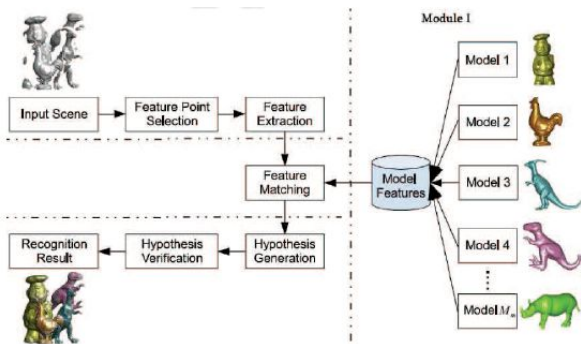 Module I
Model 1
Input Scene
Feature Point
Selection
Feature
Extraction
Model 2
Feature
Matching
Model
Features
Model 3
Recognition
Result
Hypothesis
Verification
Hypothesis
Generation
Model 4
Model Mₘ